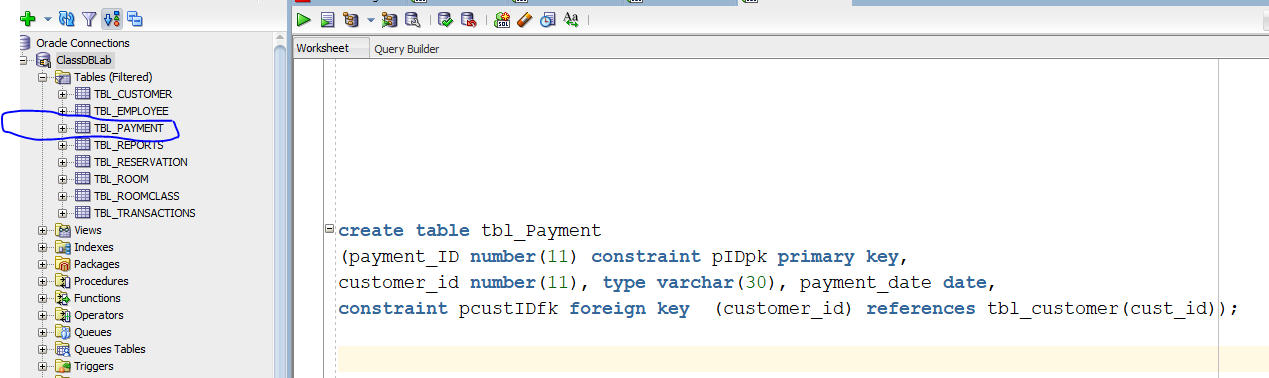 Worksheet
Query Builder
Oracle Connections
ClassDBLab
Tables (Filtered)
TBL_CUSTOMER
TBL_EMPLOYEE
TBL_PAYMENT
TBL_REPORTS
TBL_RESERVATION
TBL_ROOM
TBL_ROOMCLASS
TBL_TRANSACTIONS
Views
Indexes
Packages
Procedures
Functions
Operators
Queues
Queues Tables
Triggers
create table tbl_Payment
(payment_ID number(11) constraint pIDpk primary key,
customer_id number(11), type varchar(30), payment_date date,
constraint pcustIDfk foreign key  (customer_id) references tbl_customer(cust_id));